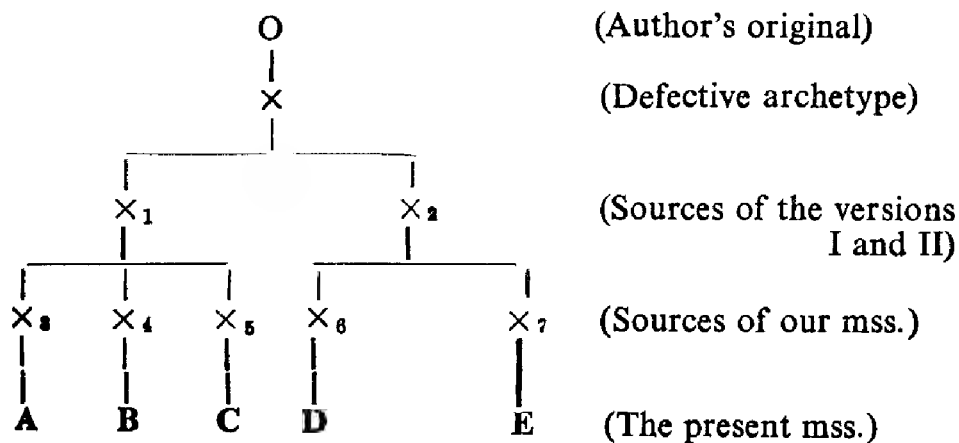 O (Author's original)
× (Defective archetype)
×1 ×2 (Sources of the versions
I and II)
×3 ×4 ×5 ×6 ×7 (Sources of our mss.)
A B C D E (The present mss.)